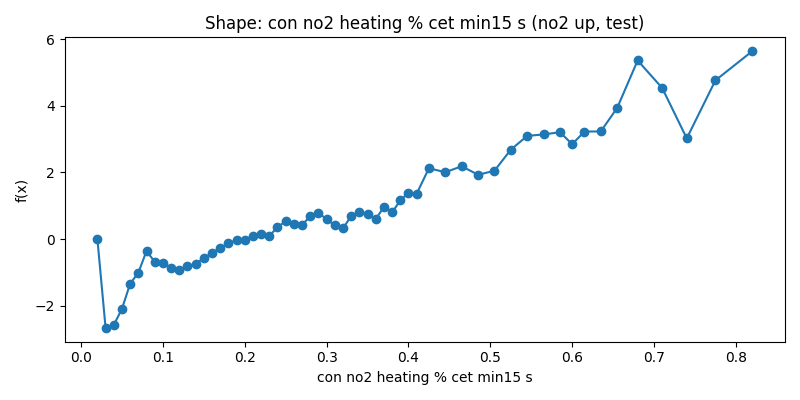 Shape: con no2 heating % cet min15 s (no2 up, test)
6
4
2
0
−2
f(x)
0.0 0.1 0.2 0.3 0.4 0.5 0.6 0.7 0.8
con no2 heating % cet min15 s